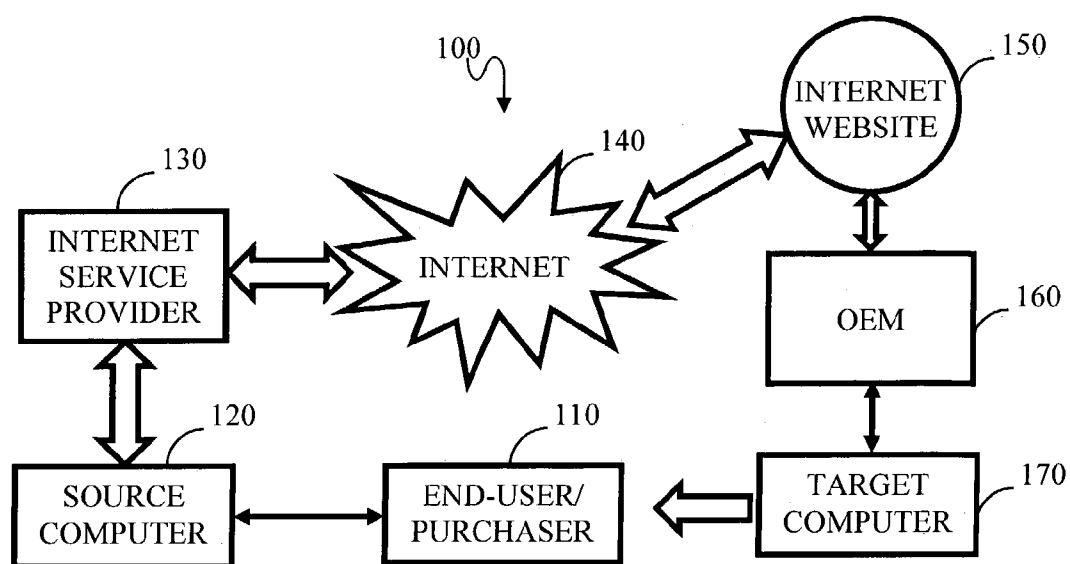 100
150
INTERNET
WEBSITE
140
130
INTERNET
SERVICE
PROVIDER
INTERNET
160
OEM
120
110
SOURCE
COMPUTER
END-USER/
PURCHASER
TARGET
COMPUTER
170